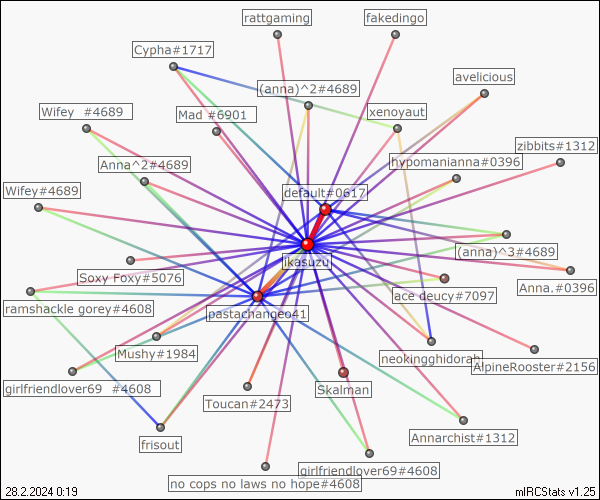 rattgaming
fakedingo
Cypha#1717
avelicious
(anna)^2#4689
Wifey  #4689
Mad #6901
xenoyaut
zibbits#1312
Anna^2#4689
hypomanianna#0396
Wifey#4689
default#0617
(anna)^3#4689
ikasuzu
Soxy Foxy#5076
Anna.#0396
ace deucy#7097
ramshackle gorey#4608
pastachangeo41
Mushy#1984
neokingghidorah
AlpineRooster#2156
girlfriendlover69  #4608
Skaiman
Toucan#2473
Annarchist#1312
frisout
girlfriendlover69#4608
no cops no laws no hope#4608
28.2.2024 0:19
mIRCStats v1.25